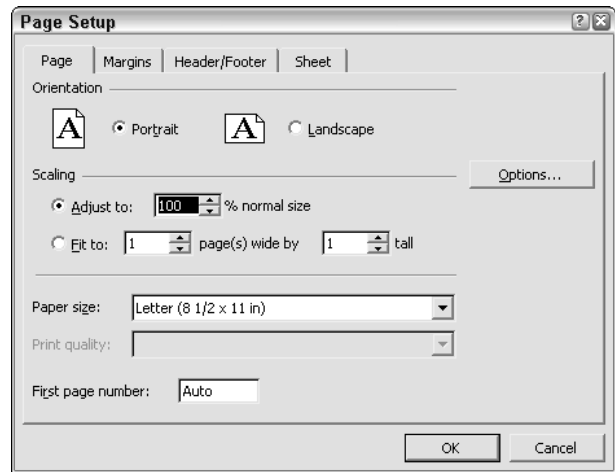 Page Setup
Page Margins Header/Footer Sheet
Orientation
A Portrait A Landscape
Scaling
Options...
Adjust to: 100 % normal size
Fit to: 1 page(s) wide by 1 tall
Paper size: Letter (8 1/2 x 11 in)
Print quality:
First page number: Auto
OK Cancel